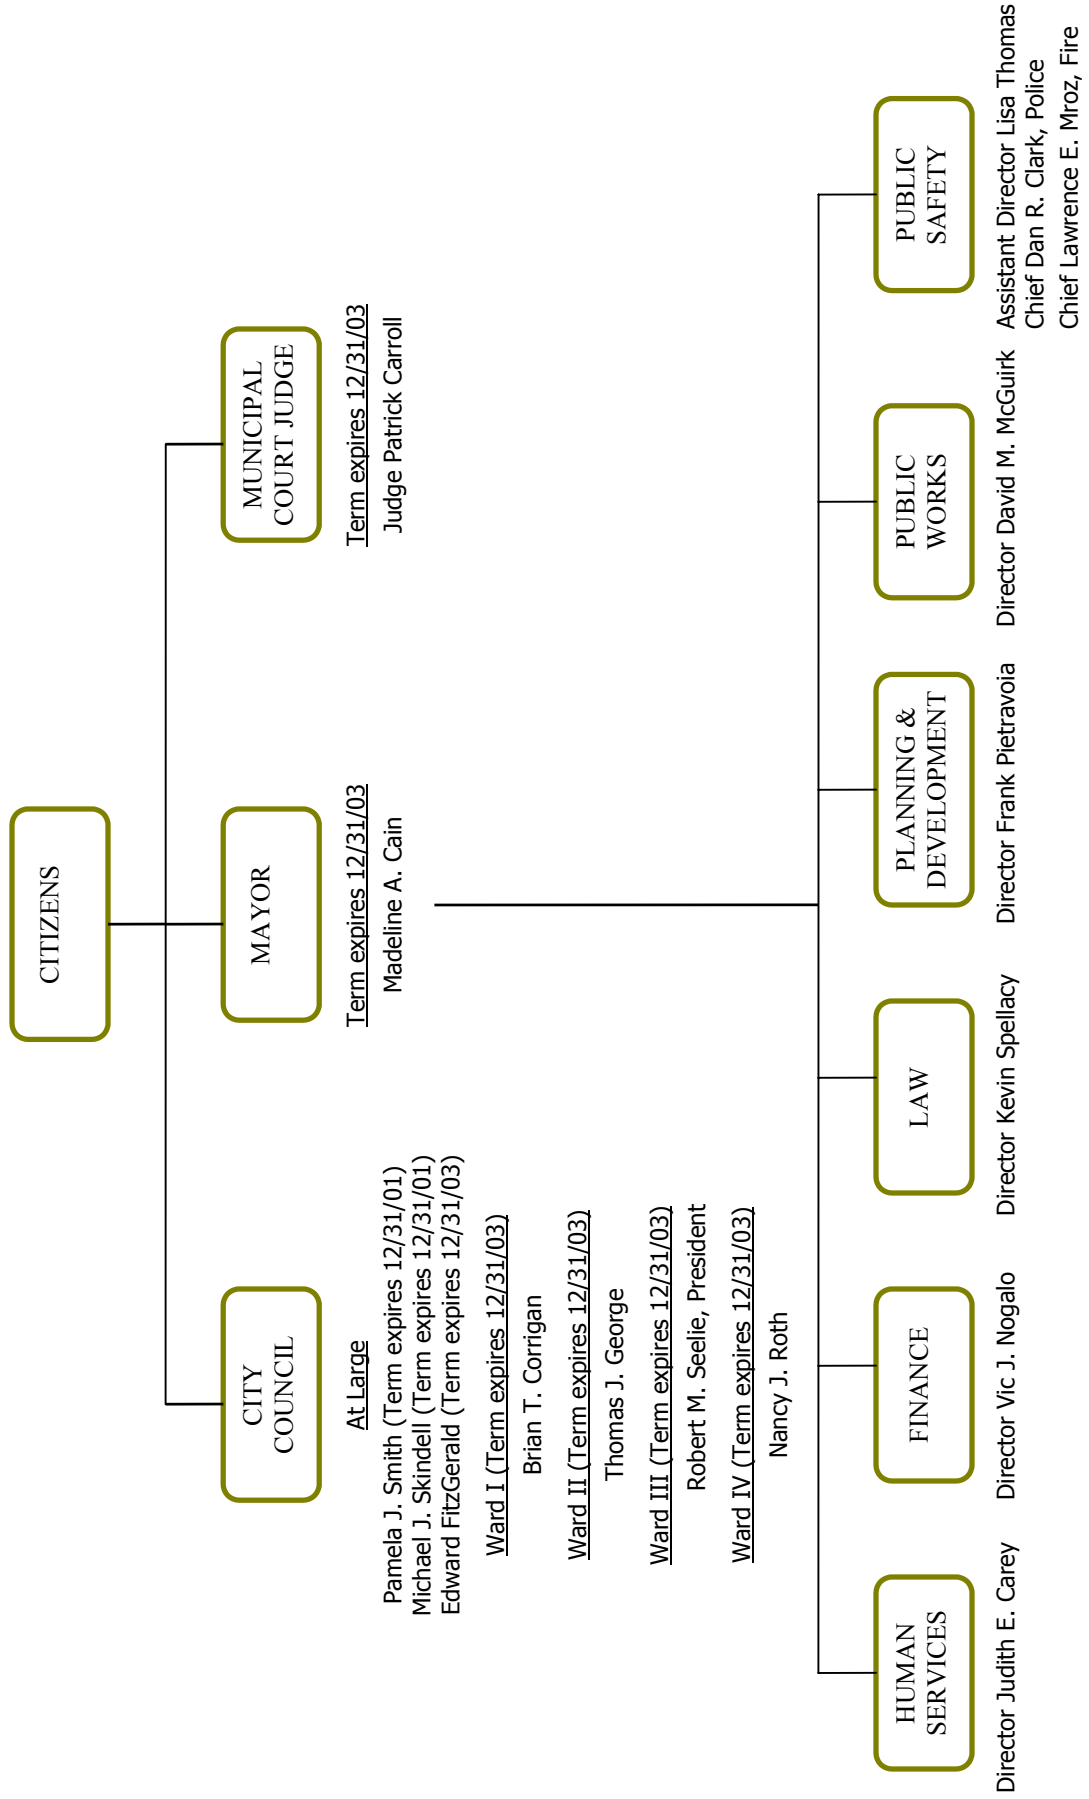 CITIZENS
CITY
COUNCIL
MAYOR
MUNICIPAL
COURT JUDGE
At Large
Pamela J. Smith (Term expires 12/31/01)
Michael J. Skindell (Term expires 12/31/01)
Edward FitzGerald (Term expires 12/31/03)
Ward I (Term expires 12/31/03)
Brian T. Corrigan
Ward II (Term expires 12/31/03)
Thomas J. George
Ward III (Term expires 12/31/03)
Robert M. Seelie, President
Ward IV (Term expires 12/31/03)
Nancy J. Roth
Term expires 12/31/03
Madeline A. Cain
Term expires 12/31/03
Judge Patrick Carroll
HUMAN
SERVICES
Director Judith E. Carey
FINANCE
Director Vic J. Nogalo
LAW
Director Kevin Spellacy
PLANNING &
DEVELOPMENT
Director Frank Pietravoia
PUBLIC
WORKS
Director David M. McGuirk
PUBLIC
SAFETY
Assistant Director Lisa Thomas
Chief Dan R. Clark, Police
Chief Lawrence E. Mroz, Fire